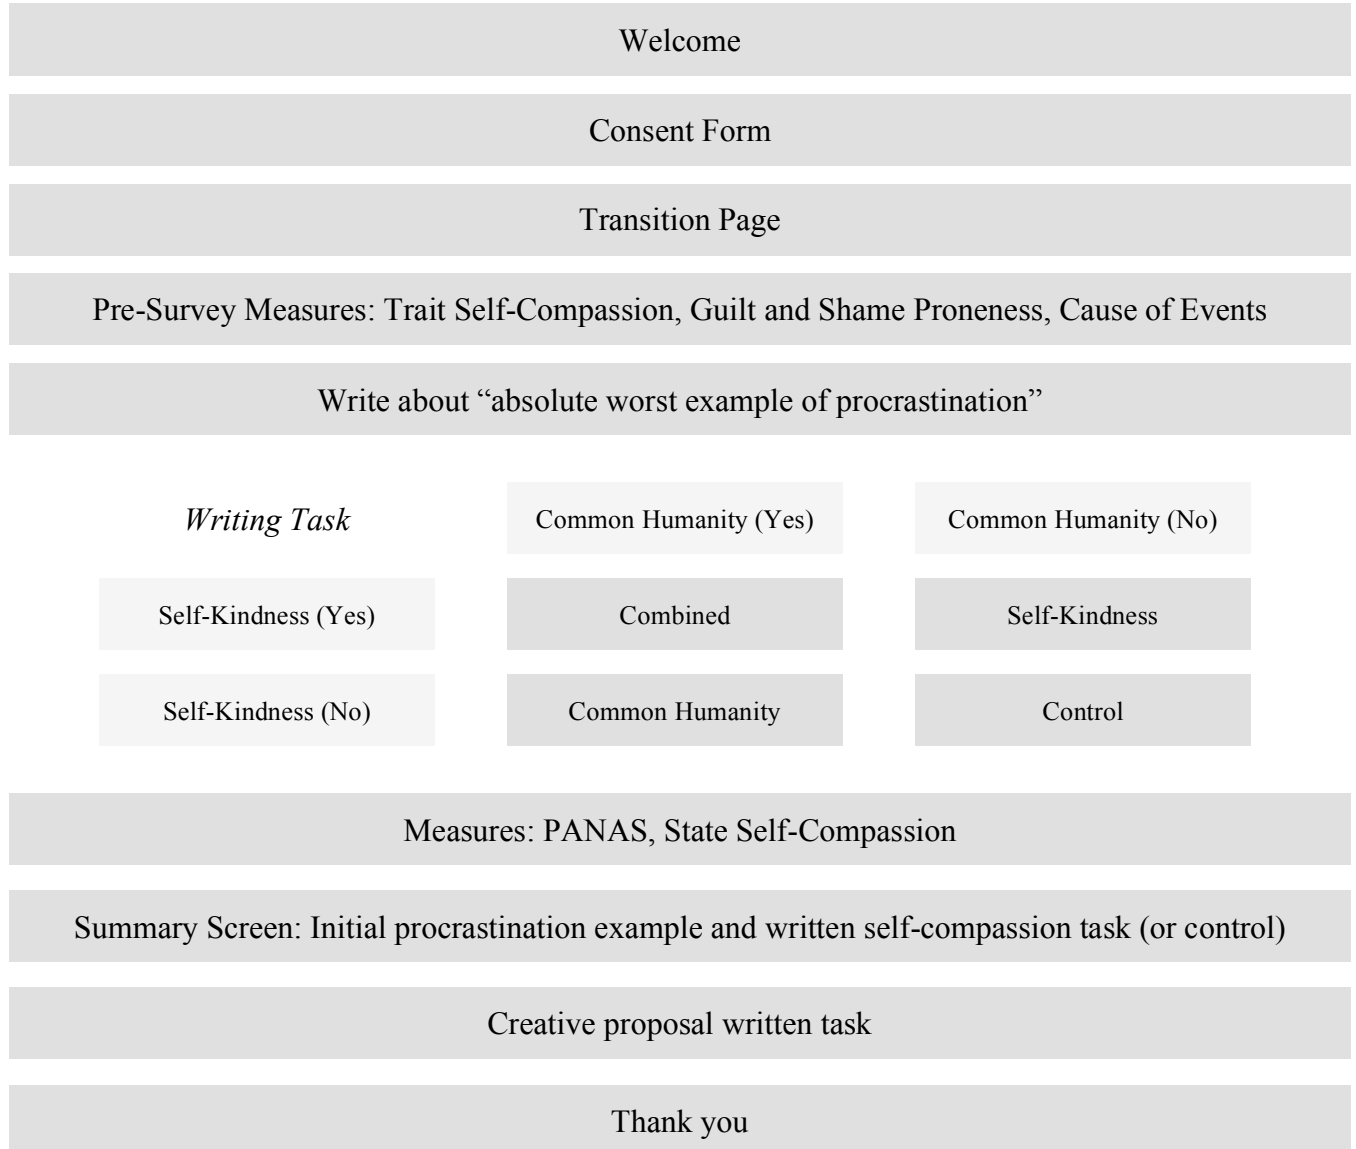 Welcome
Consent Form
Transition Page
Pre-Survey Measures: Trait Self-Compassion, Guilt and Shame Proneness, Cause of Events
Write about “absolute worst example of procrastination”
Writing Task
Common Humanity (Yes)
Common Humanity (No)
Self-Kindness (Yes)
Combined
Self-Kindness
Self-Kindness (No)
Common Humanity
Control
Measures: PANAS, State Self-Compassion
Summary Screen: Initial procrastination example and written self-compassion task (or control)
Creative proposal written task
Thank you